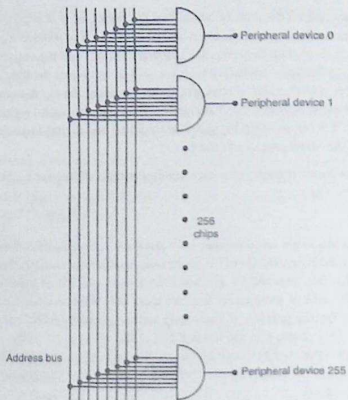 Peripheral device 0
Peripheral device 1
256
chips
Address bus
Peripheral device 255